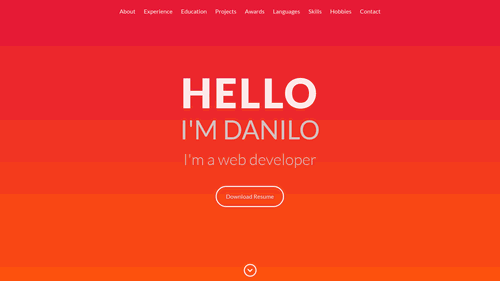 About Experience Education Projects Awards Languages Skills Hobbies Contact
HELLO
I'M DANILO
I'm a web developer
Download Resume